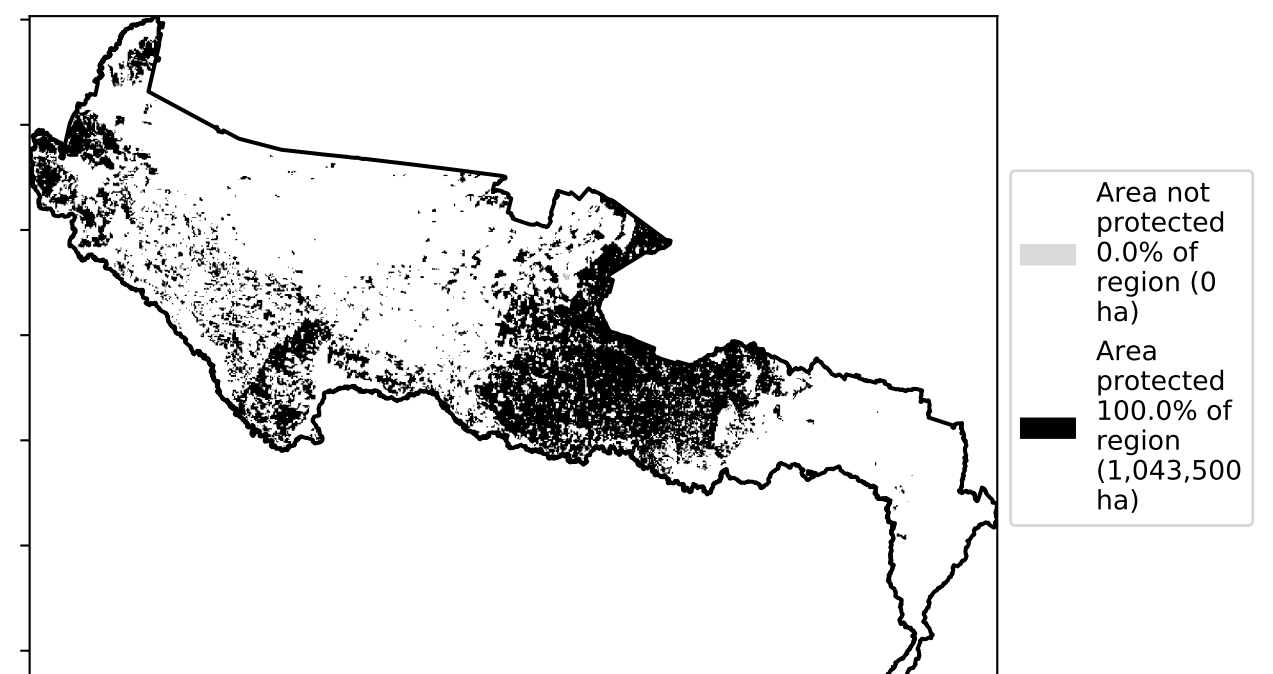 Area not
protected
0.0% of
region (0
ha)
Area
protected
100.0% of
region
(1,043,500
ha)